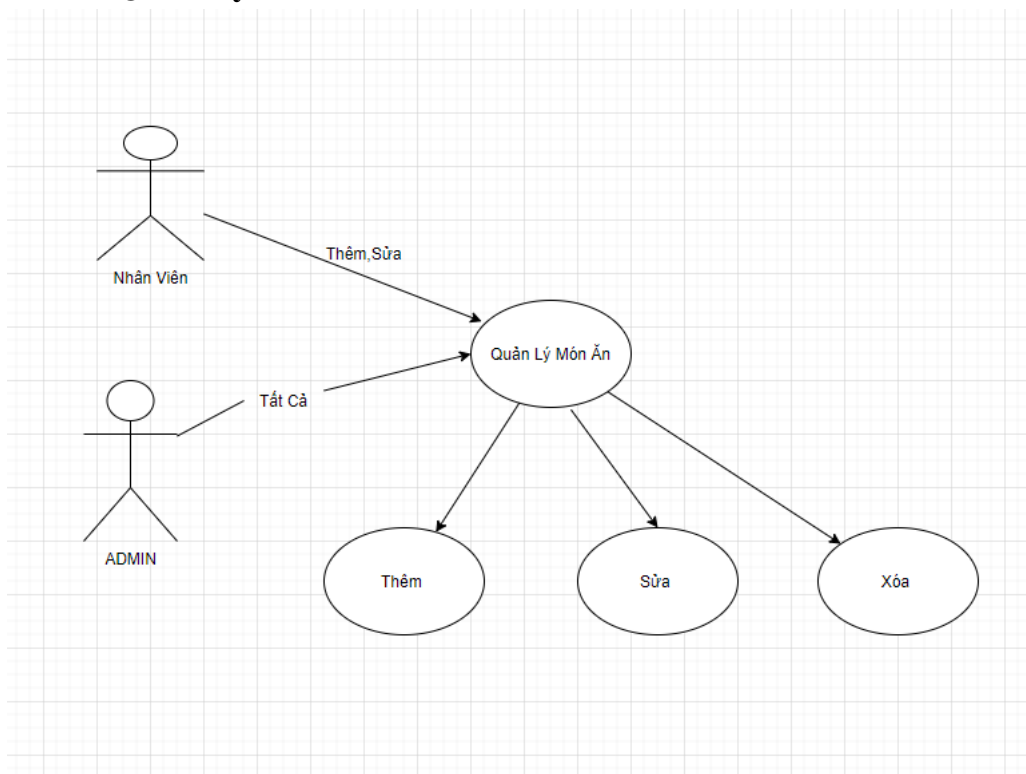 Nhân Viên
Thêm,Sửa
Quản Lý Món Ăn
Tất Cả
ADMIN
Thêm
Sửa
Xóa